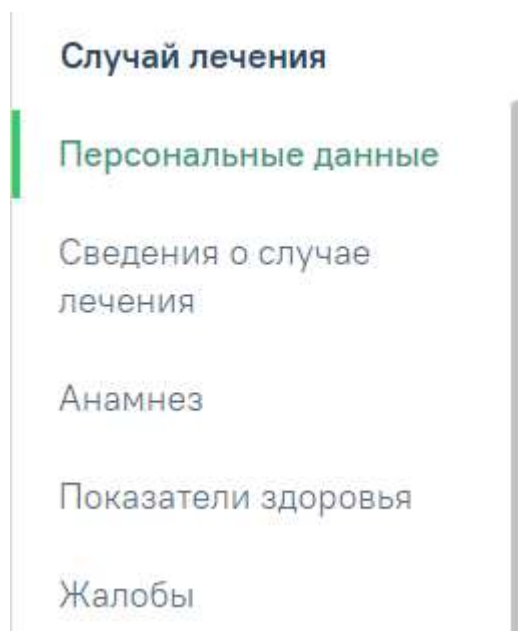 Случай лечения
Персональные данные
Сведения о случае
лечения
Анамнез
Показатели здоровья
Жалобы